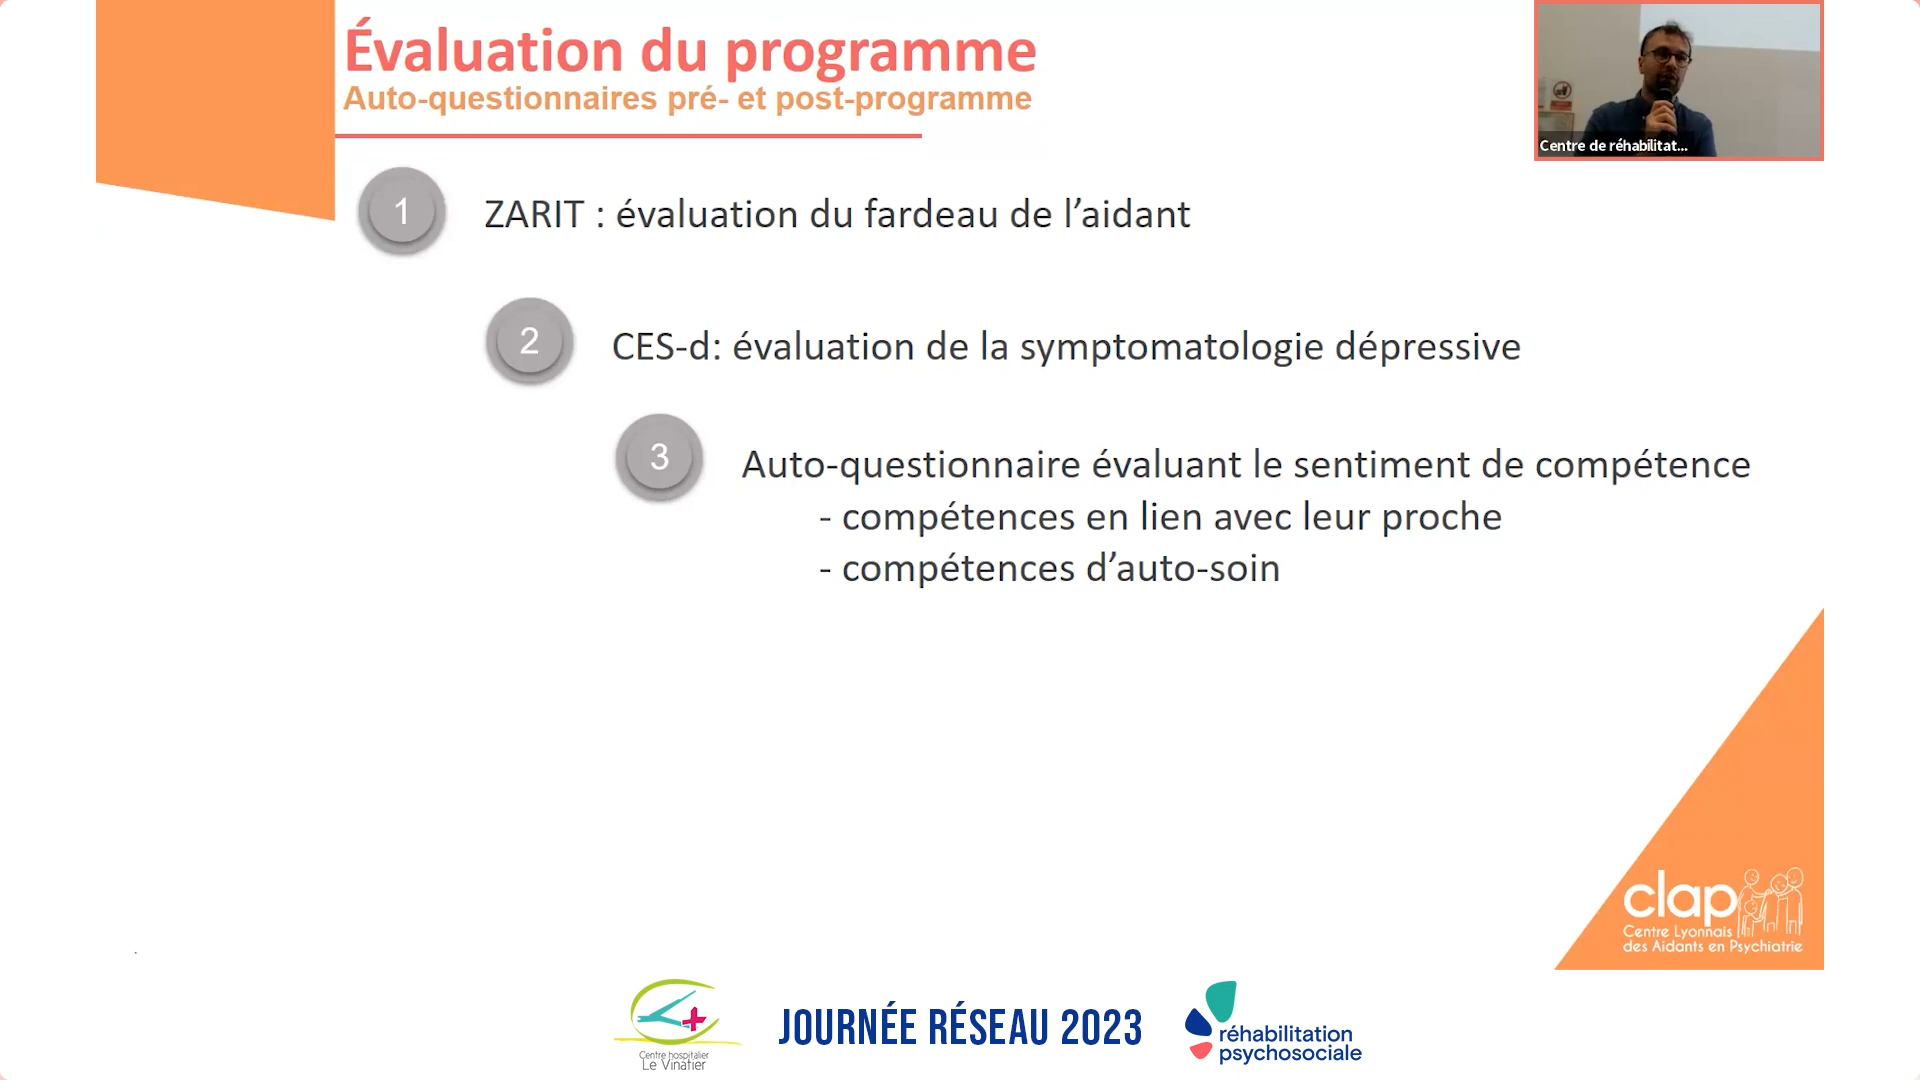 Évaluation du programme
Auto-questionnaires pré- et post-programme
Centre de réhabilitat...
1
ZARIT : évaluation du fardeau de l’aidant
2
CES-d: évaluation de la symptomatologie dépressive
3
Auto-questionnaire évaluant le sentiment de compétence
- compétences en lien avec leur proche
- compétences d’auto-soin
clap
Centre Lyonnais
des Aidants en Psychiatrie
Centre hospitalier
Le Vinatier
JOURNÉE RÉSEAU 2023
réhabilitation
psychosociale